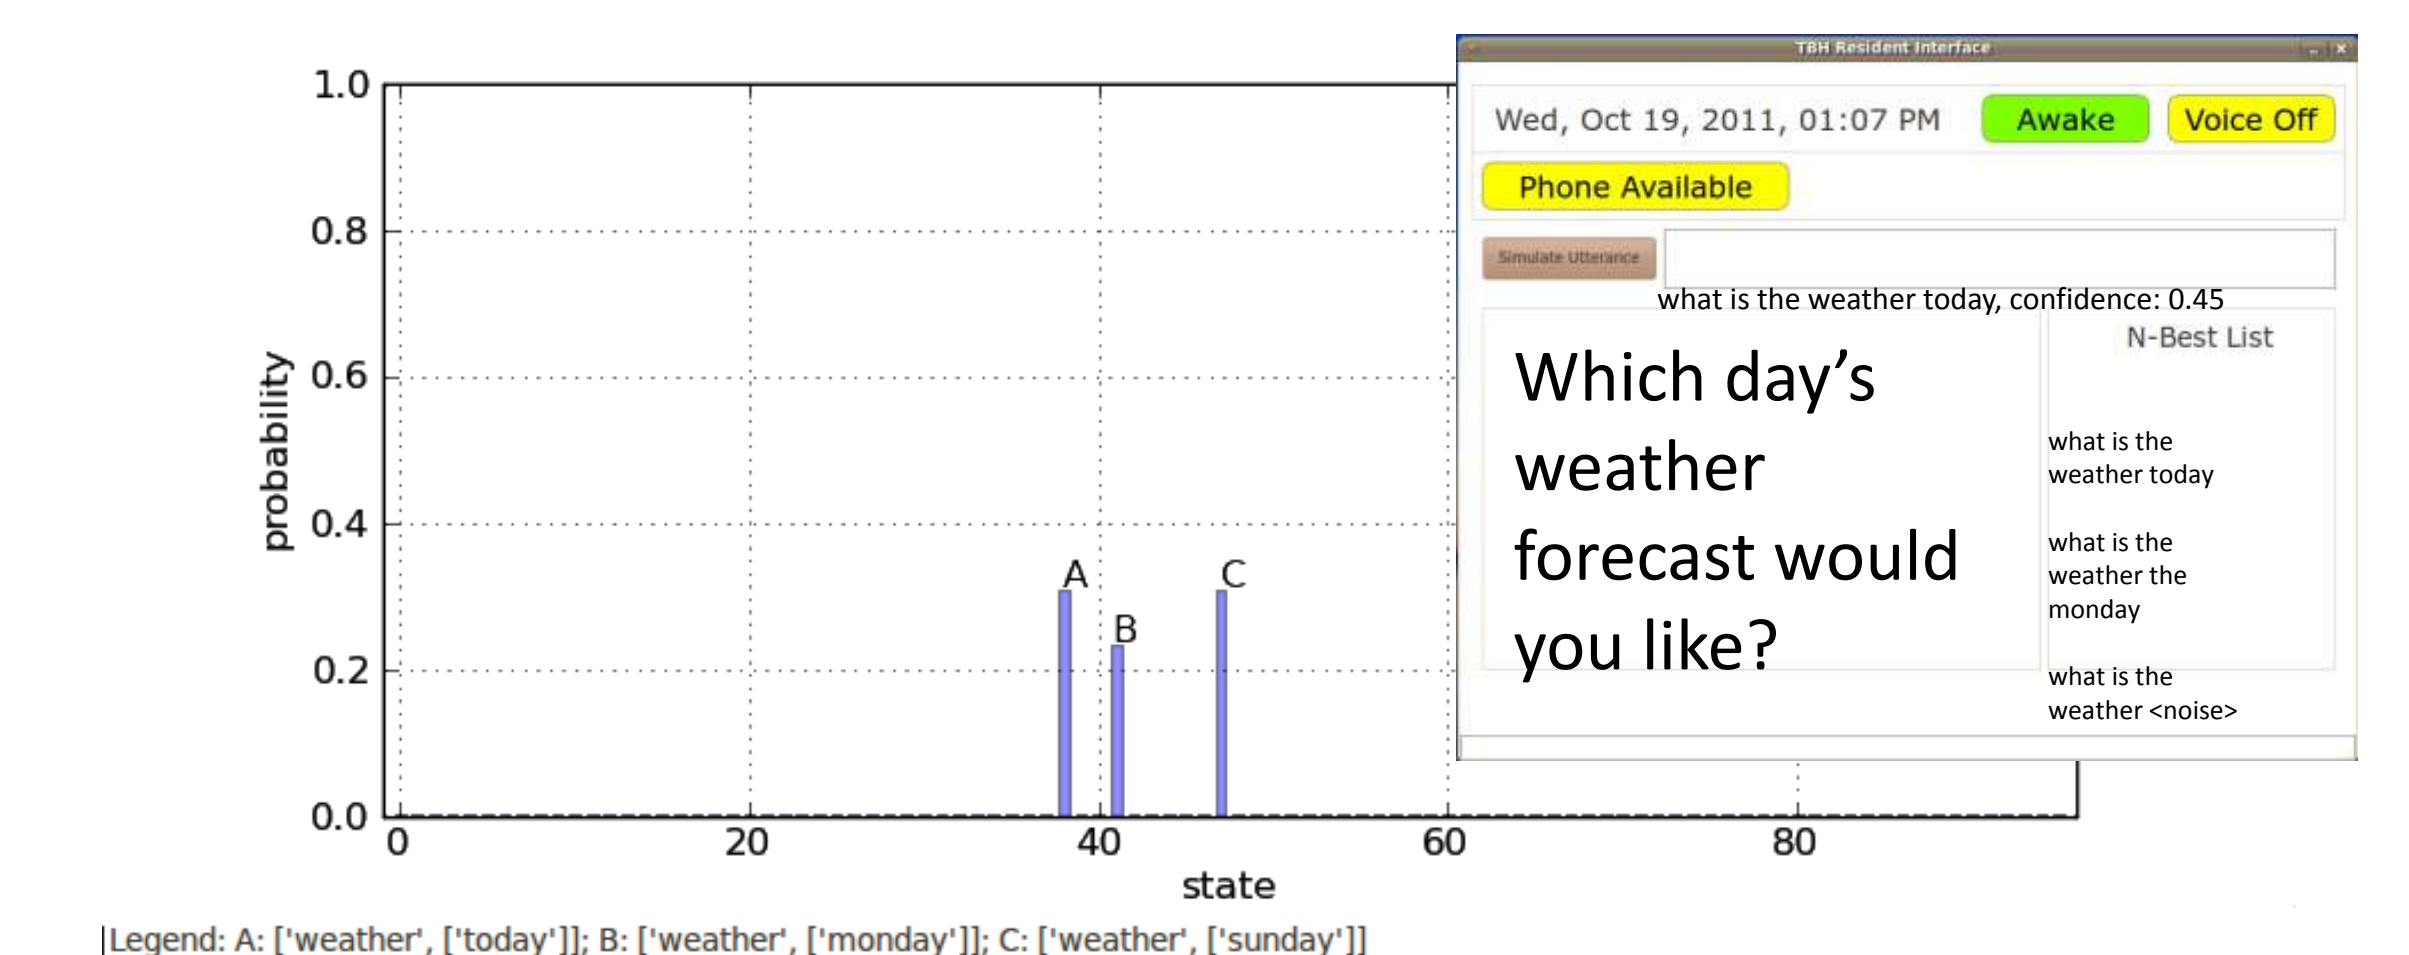 1.0
0.8
0.6
0.4
0.2
0.0
probability
0 20 40 60 80
state
Legend: A: ['weather', ['today']]; B: ['weather', ['monday']]; C: ['weather', ['sunday']]
A
B
C
TBH Resident Interface
Wed, Oct 19, 2011, 01:07 PM
Awake
Voice Off
Phone Available
Simulate Utterance
what is the weather today, confidence: 0.45
Which day’s
weather
forecast would
you like?
N-Best List
what is the
weather today
what is the
weather the
monday
what is the
weather <noise>